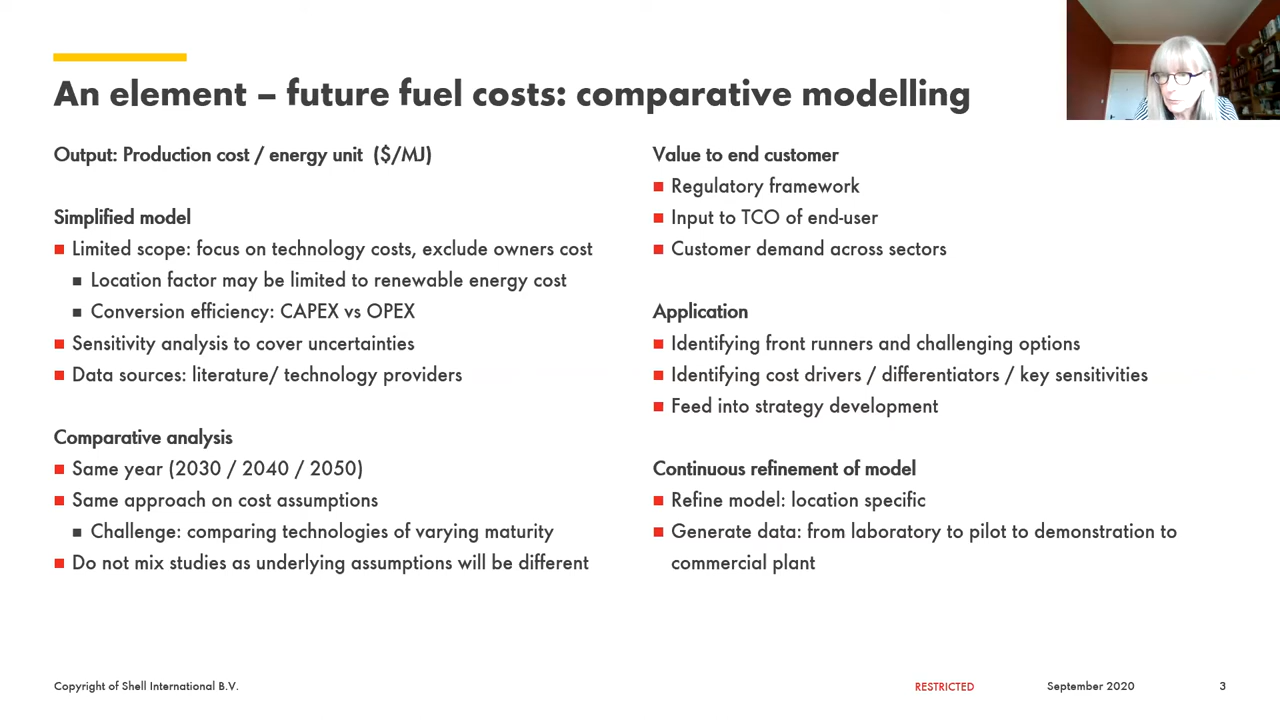 An element – future fuel costs: comparative modelling
Output: Production cost / energy unit ($/MJ)
Simplified model
Limited scope: focus on technology costs, exclude owners cost
Location factor may be limited to renewable energy cost
Conversion efficiency: CAPEX vs OPEX
Sensitivity analysis to cover uncertainties
Data sources: literature/ technology providers
Comparative analysis
Same year (2030 / 2040 / 2050)
Same approach on cost assumptions
Challenge: comparing technologies of varying maturity
Do not mix studies as underlying assumptions will be different
Value to end customer
Regulatory framework
Input to TCO of end-user
Customer demand across sectors
Application
Identifying front runners and challenging options
Identifying cost drivers / differentiators / key sensitivities
Feed into strategy development
Continuous refinement of model
Refine model: location specific
Generate data: from laboratory to pilot to demonstration to
commercial plant
Copyright of Shell International B.V.
RESTRICTED
September 2020
3